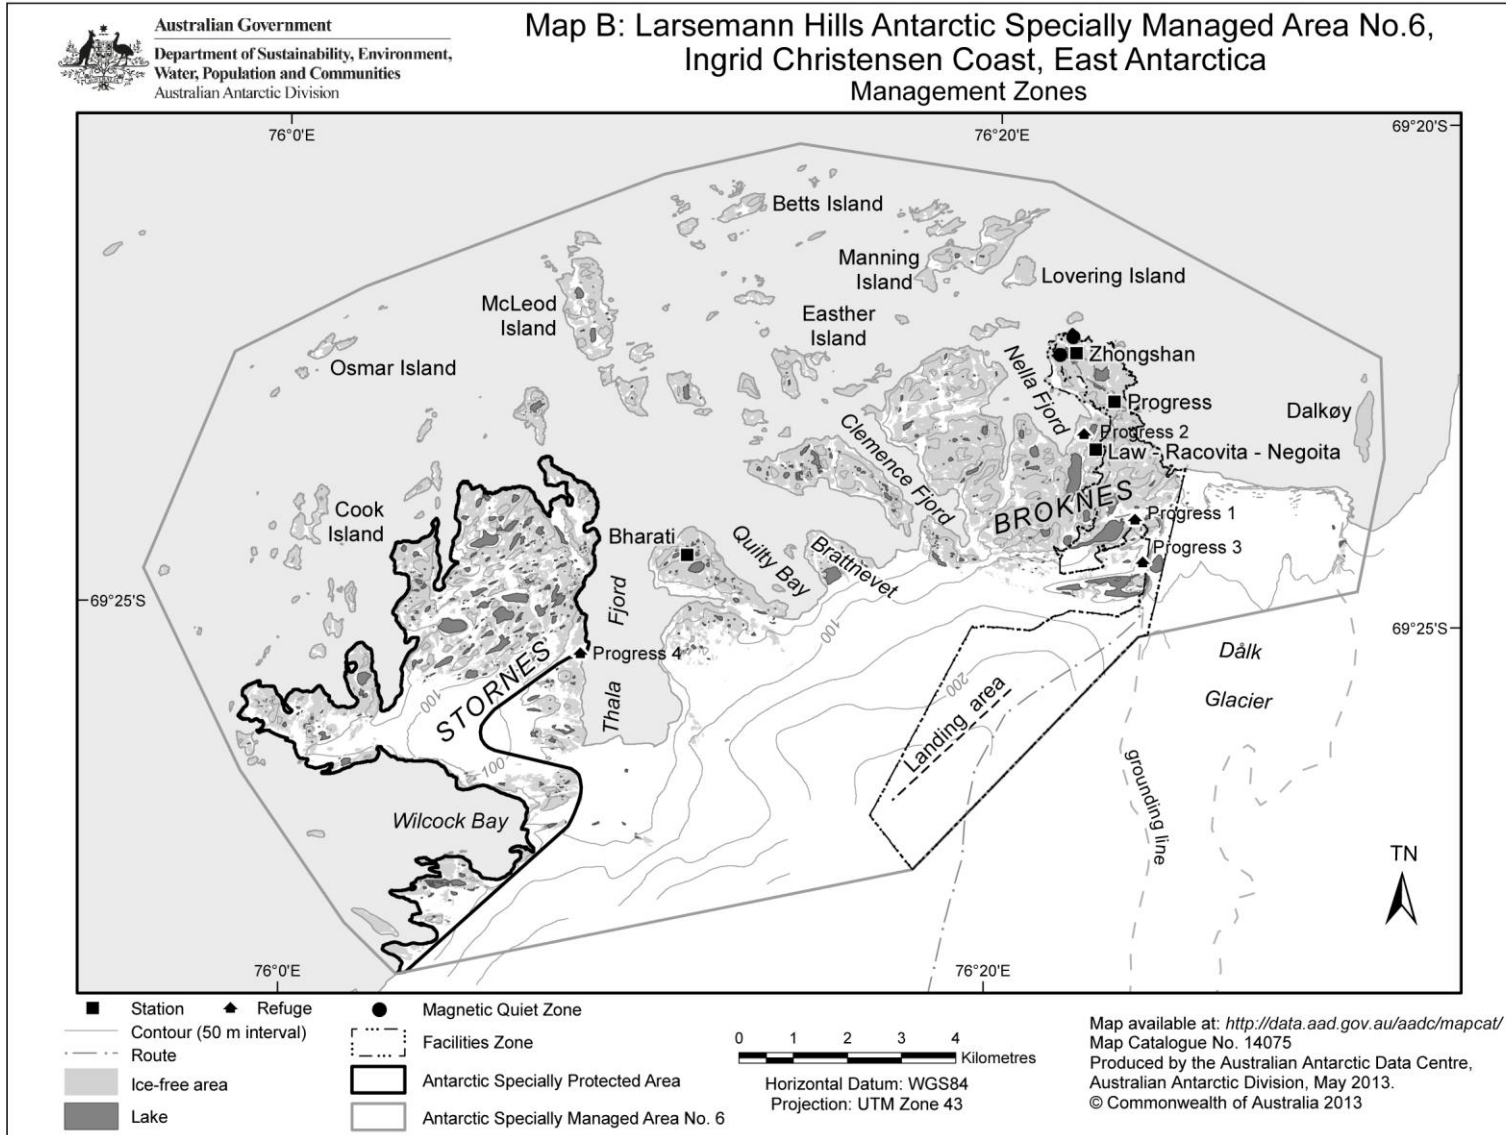 Australian Government
Department of Sustainability, Environment,
Water, Population and Communities
Australian Antarctic Division
Map B: Larsemann Hills Antarctic Specially Managed Area No.6,
Ingrid Christensen Coast, East Antarctica
Management Zones
76°0'E
76°20'E
69°20'S
Betts Island
Manning
Island
Lovering Island
McLeod
Island
Easther
Island
Osmar Island
Nella Fjord
Zhongshan
Progress
Dalkøy
Progress 2
Law - Racovita - Negoita
Clemence Fjord
BROKNES
Cook
Island
Progress 1
Bharati
Quilty Bay
Brattnevet
Progress 3
69°25'S
Thala Fjord
100
69°25'S
STORNES
Progress 4
100
Dålk
Glacier
200
Landing area
100
grounding line
Wilcock Bay
TN
76°0'E
76°20'E
Station
Refuge
Magnetic Quiet Zone
Contour (50 m interval)
Route
Facilities Zone
Ice-free area
Antarctic Specially Protected Area
Lake
Antarctic Specially Managed Area No. 6
0 1 2 3 4
Kilometres
Horizontal Datum: WGS84
Projection: UTM Zone 43
Map available at: http://data.aad.gov.au/aadc/mapcat/
Map Catalogue No. 14075
Produced by the Australian Antarctic Data Centre,
Australian Antarctic Division, May 2013.
© Commonwealth of Australia 2013